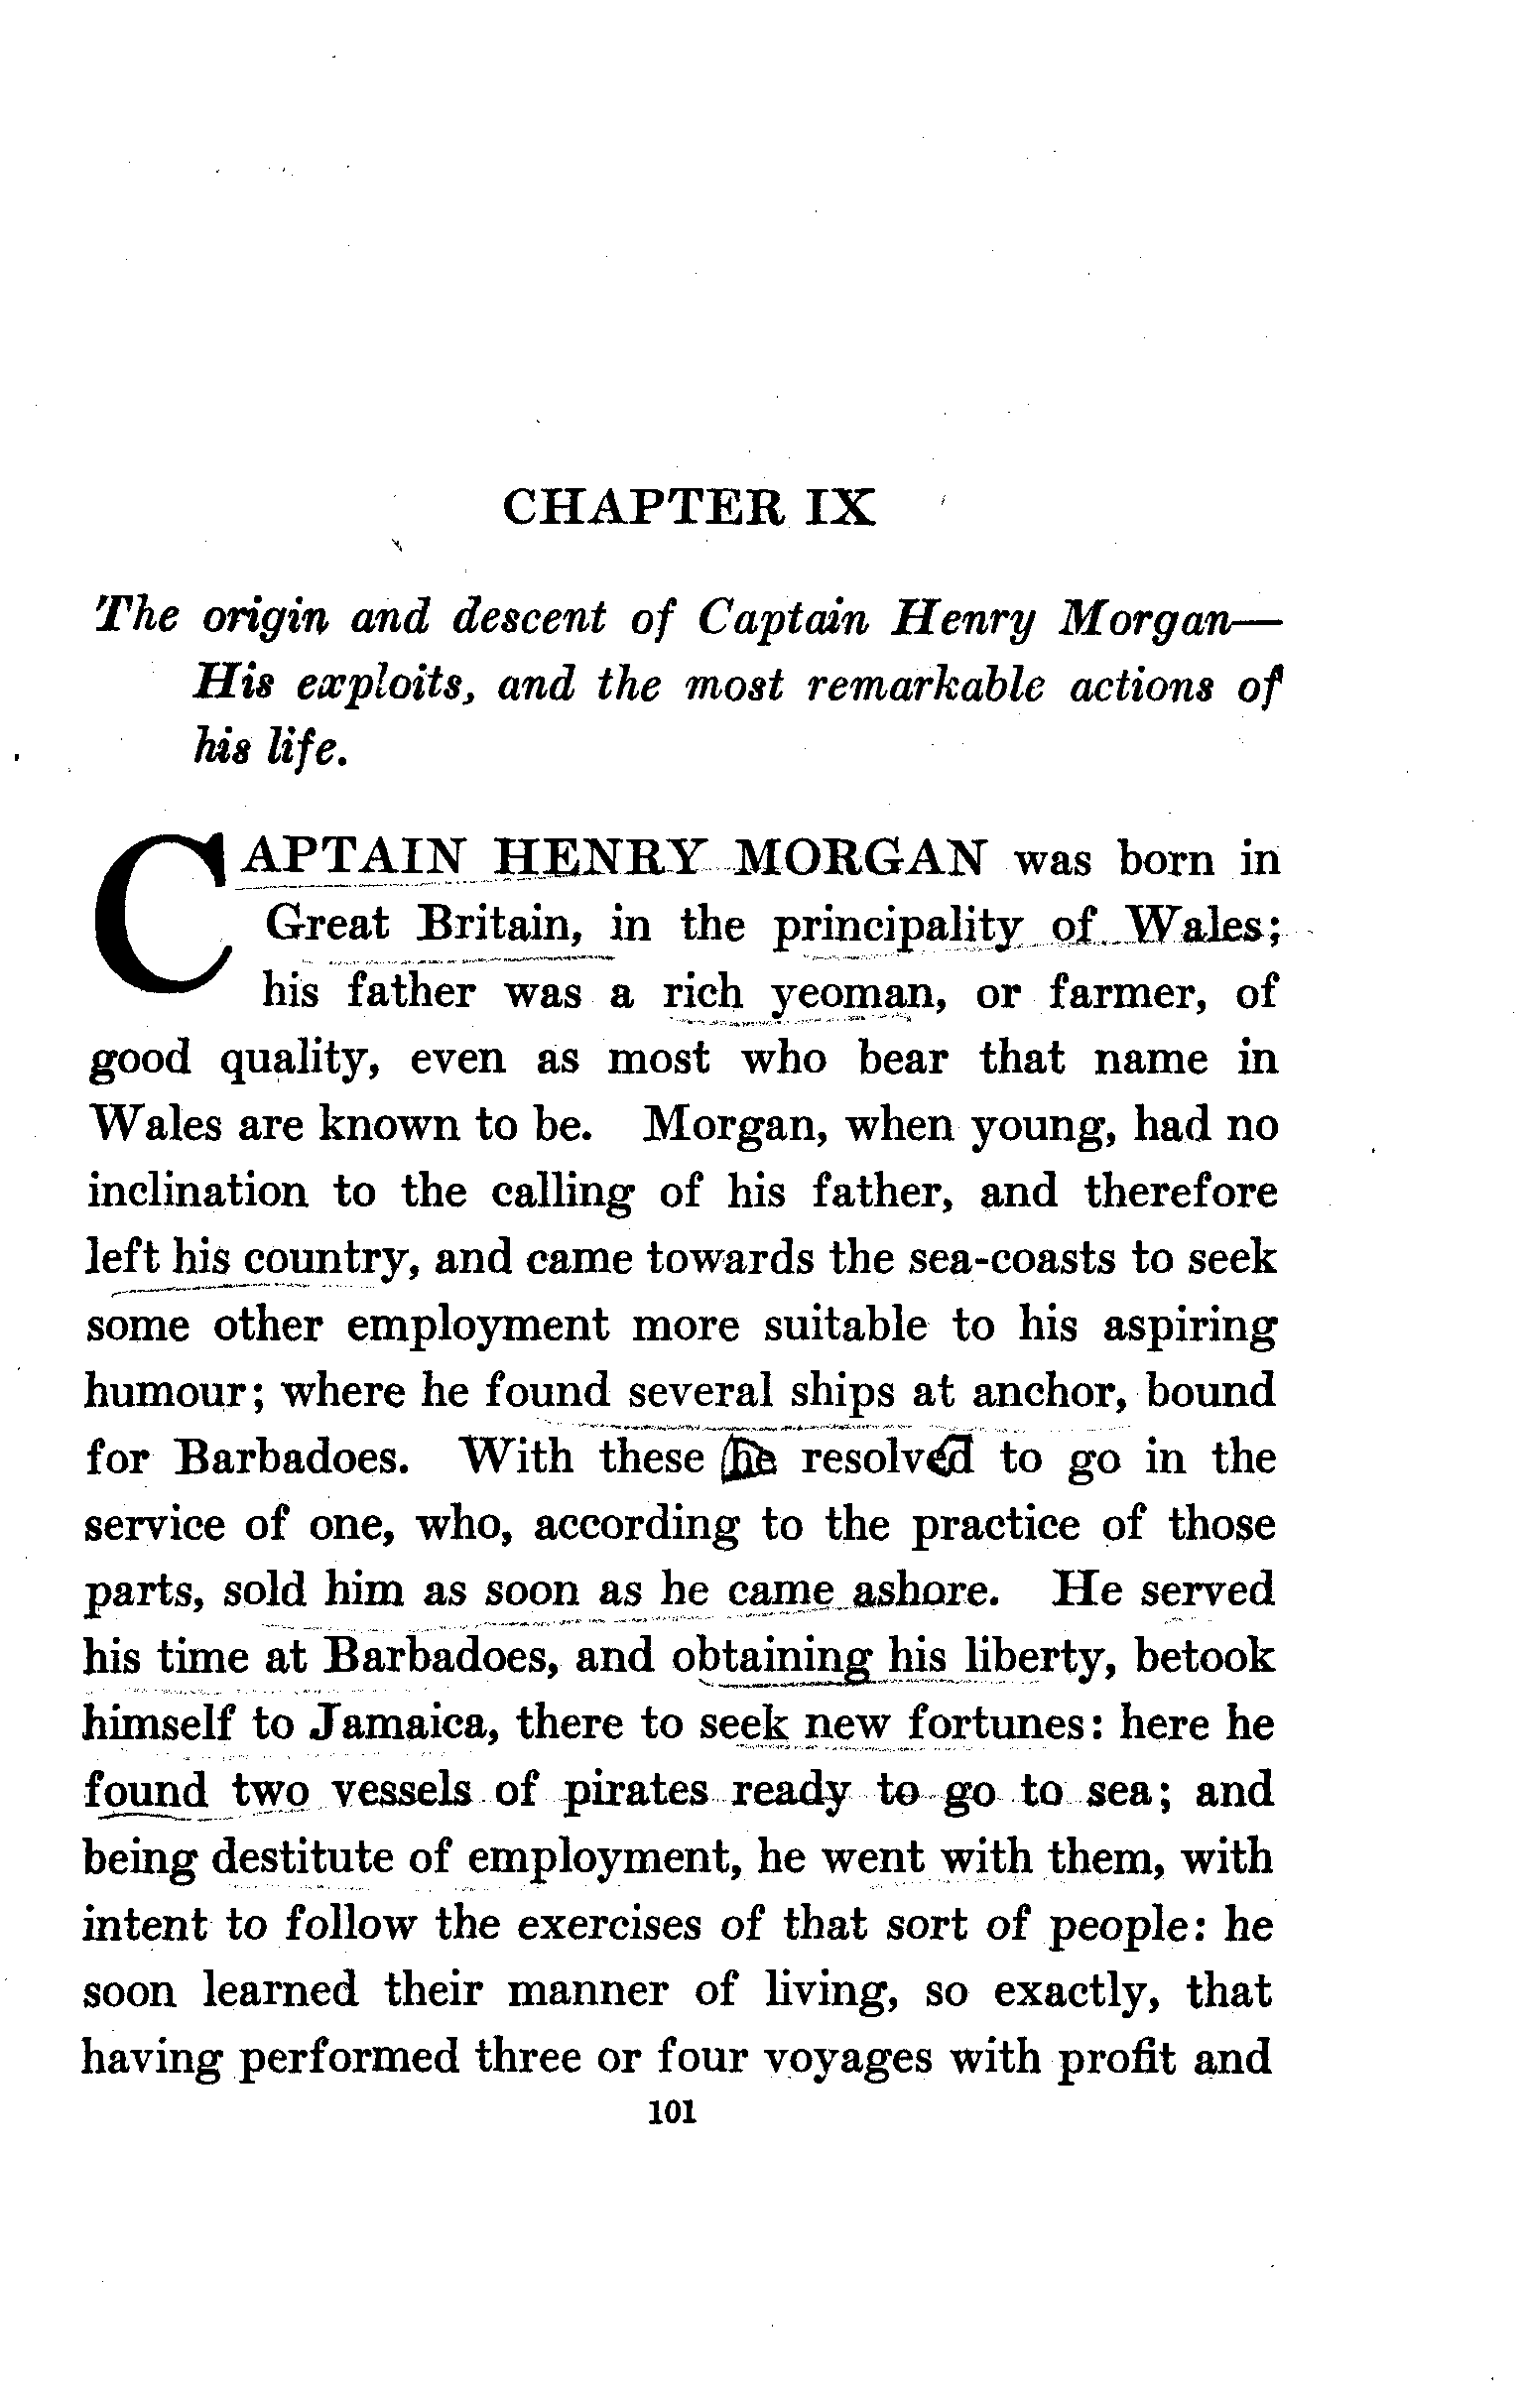 CHAPTER IX
The origin and descent of Captain Henry Morgan—
His exploits, and the most remarkable actions of
his life.
CAPTAIN HENRY MORGAN was born in
Great Britain, in the principality of Wales;
his father was a rich yeoman, or farmer, of
good quality, even as most who bear that name in
Wales are known to be. Morgan, when young, had no
inclination to the calling of his father, and therefore
left his country, and came towards the sea-coasts to seek
some other employment more suitable to his aspiring
humour; where he found several ships at anchor, bound
for Barbadoes. With these he resolved to go in the
service of one, who, according to the practice of those
parts, sold him as soon as he came ashore. He served
his time at Barbadoes, and obtaining his liberty, betook
himself to Jamaica, there to seek new fortunes: here he
found two vessels of pirates ready to go to sea; and
being destitute of employment, he went with them, with
intent to follow the exercises of that sort of people: he
soon learned their manner of living, so exactly, that
having performed three or four voyages with profit and
101